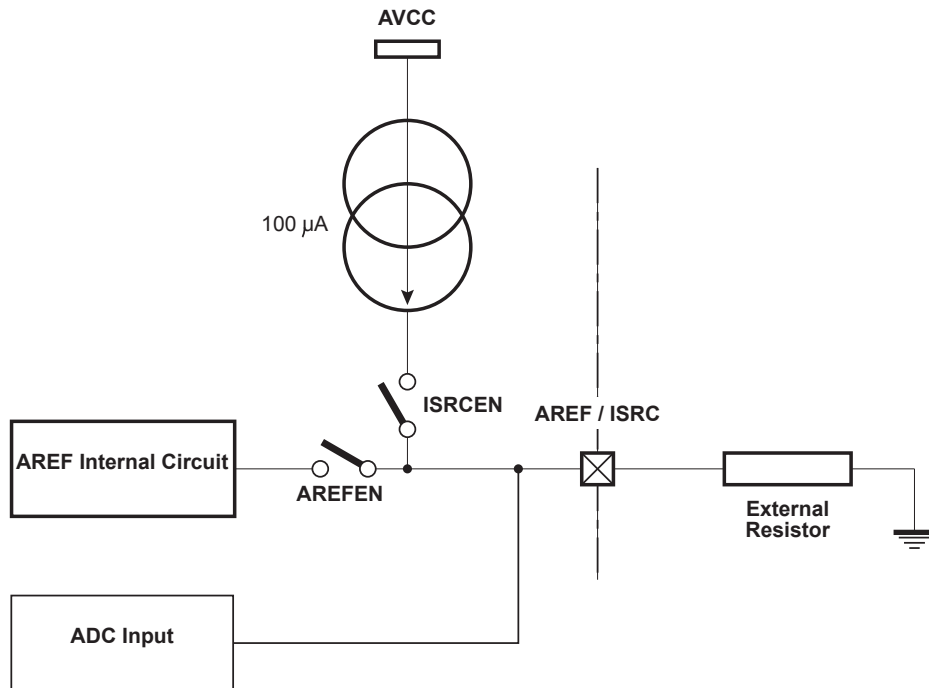 AVCC
100 µA
ISRCEN
AREF / ISRC
AREF Internal Circuit
AREFEN
External
Resistor
ADC Input